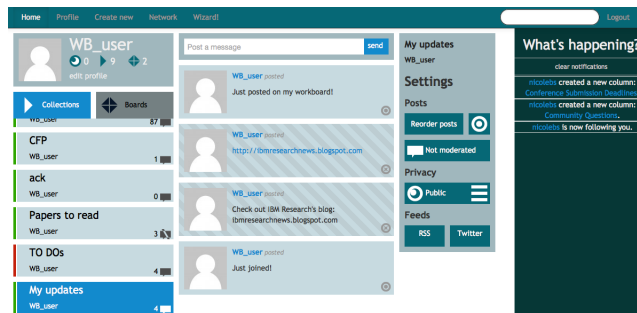 Home Profile Create new Network Wizard! Logout
WB_user
0 9 2
edit profile
Collections Boards
WB_user 87
CFP
WB_user 1
ack
WB_user 0
Papers to read
WB_user 3
TO DOs
WB_user 4
My updates
WB_user 4
Post a message send
WB_user posted
Just posted on my workboard!
WB_user posted
http://ibmresearchnews.blogspot.com
WB_user posted
Check out IBM Research's blog:
ibmresearchnews.blogspot.com
WB_user posted
Just joined!
My updates
WB_user
Settings
Posts
Reorder posts
Not moderated
Privacy
Public
Feeds
RSS Twitter
What's happening?
clear notifications
nicolebs created a new column:
Conference Submission Deadlines
nicolebs created a new column:
Community Questions.
nicolebs is now following you.